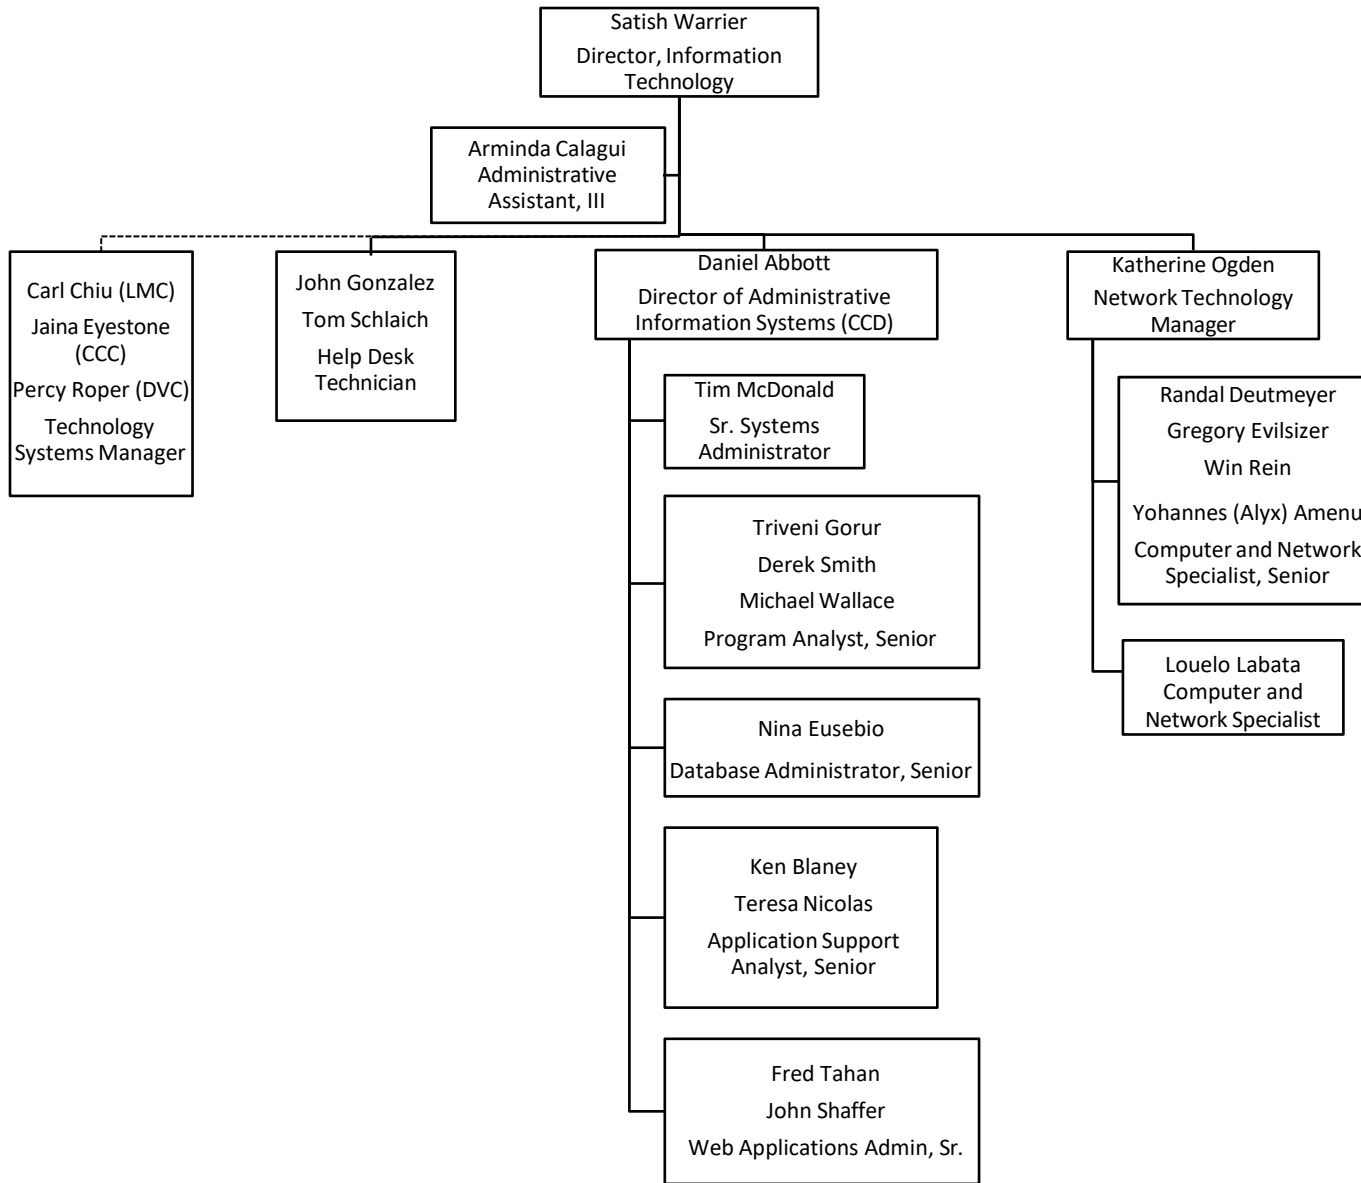 Satish Warrier
Director, Information
Technology
Arminda Calagui
Administrative
Assistant, III
Carl Chiu (LMC)
Jaina Eyestone
(CCC)
Percy Roper (DVC)
Technology
Systems Manager
John Gonzalez
Tom Schlaich
Help Desk
Technician
Daniel Abbott
Director of Administrative
Information Systems (CCD)
Tim McDonald
Sr. Systems
Administrator
Triveni Gorur
Derek Smith
Michael Wallace
Program Analyst, Senior
Nina Eusebio
Database Administrator, Senior
Ken Blaney
Teresa Nicolas
Application Support
Analyst, Senior
Fred Tahan
John Shaffer
Web Applications Admin, Sr.
Katherine Ogden
Network Technology
Manager
Randal Deutmeyer
Gregory Evilsizer
Win Rein
Yohannes (Alyx) Amenu
Computer and Network
Specialist, Senior
Louelo Labata
Computer and
Network Specialist